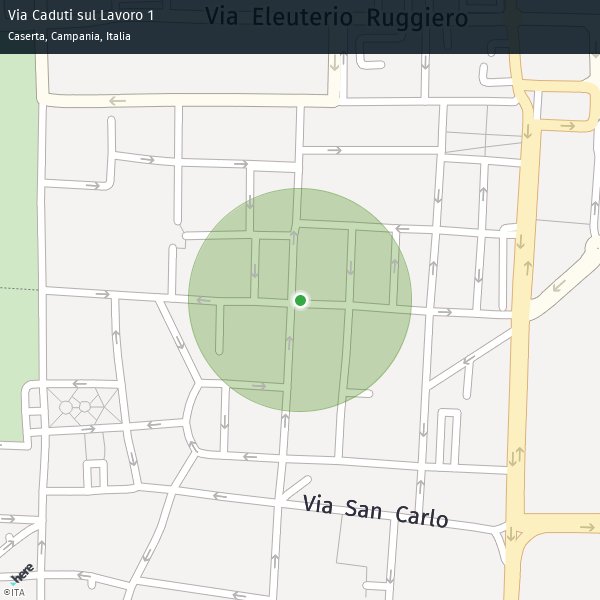 Via Caduti sul Lavoro 1
Via Eleuterio Ruggiero
Caserta, Campania, Italia
Via San Carlo
here
©ITA